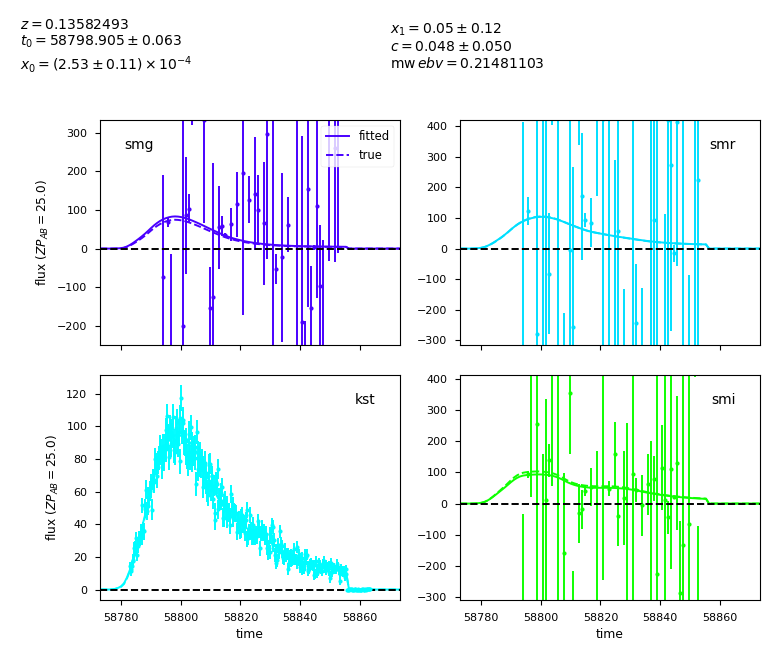 z = 0.13582493
t₀ = 58798.905 ± 0.063
x₀ = (2.53 ± 0.11) × 10⁻⁴
x₁ = 0.05 ± 0.12
c = 0.048 ± 0.050
mw ebv = 0.21481103
smg
fitted
true
300
200
100
0
−100
−200
flux (ZP_AB = 25.0)
smr
400
300
200
100
0
−100
−200
−300
kst
120
100
80
60
40
20
0
flux (ZP_AB = 25.0)
58780 58800 58820 58840 58860
time
smi
400
300
200
100
0
−100
−200
−300
58780 58800 58820 58840 58860
time